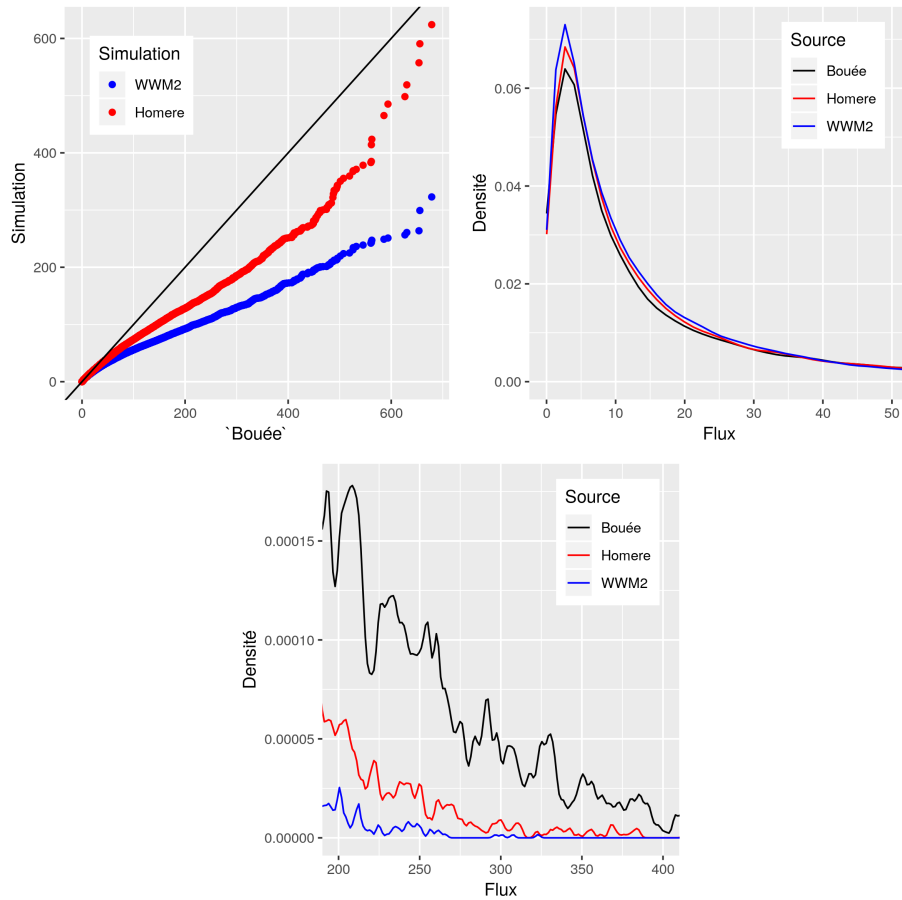 Simulation
WWM2
Homere
600
400
200
0
Simulation
0
200
400
600
`Bouée`
Source
Bouée
Homere
WWM2
0.06
0.04
0.02
0.00
Densité
0
10
20
30
40
50
Flux
Source
Bouée
Homere
WWM2
0.00015
0.00010
0.00005
0.00000
Densité
200
250
300
350
400
Flux